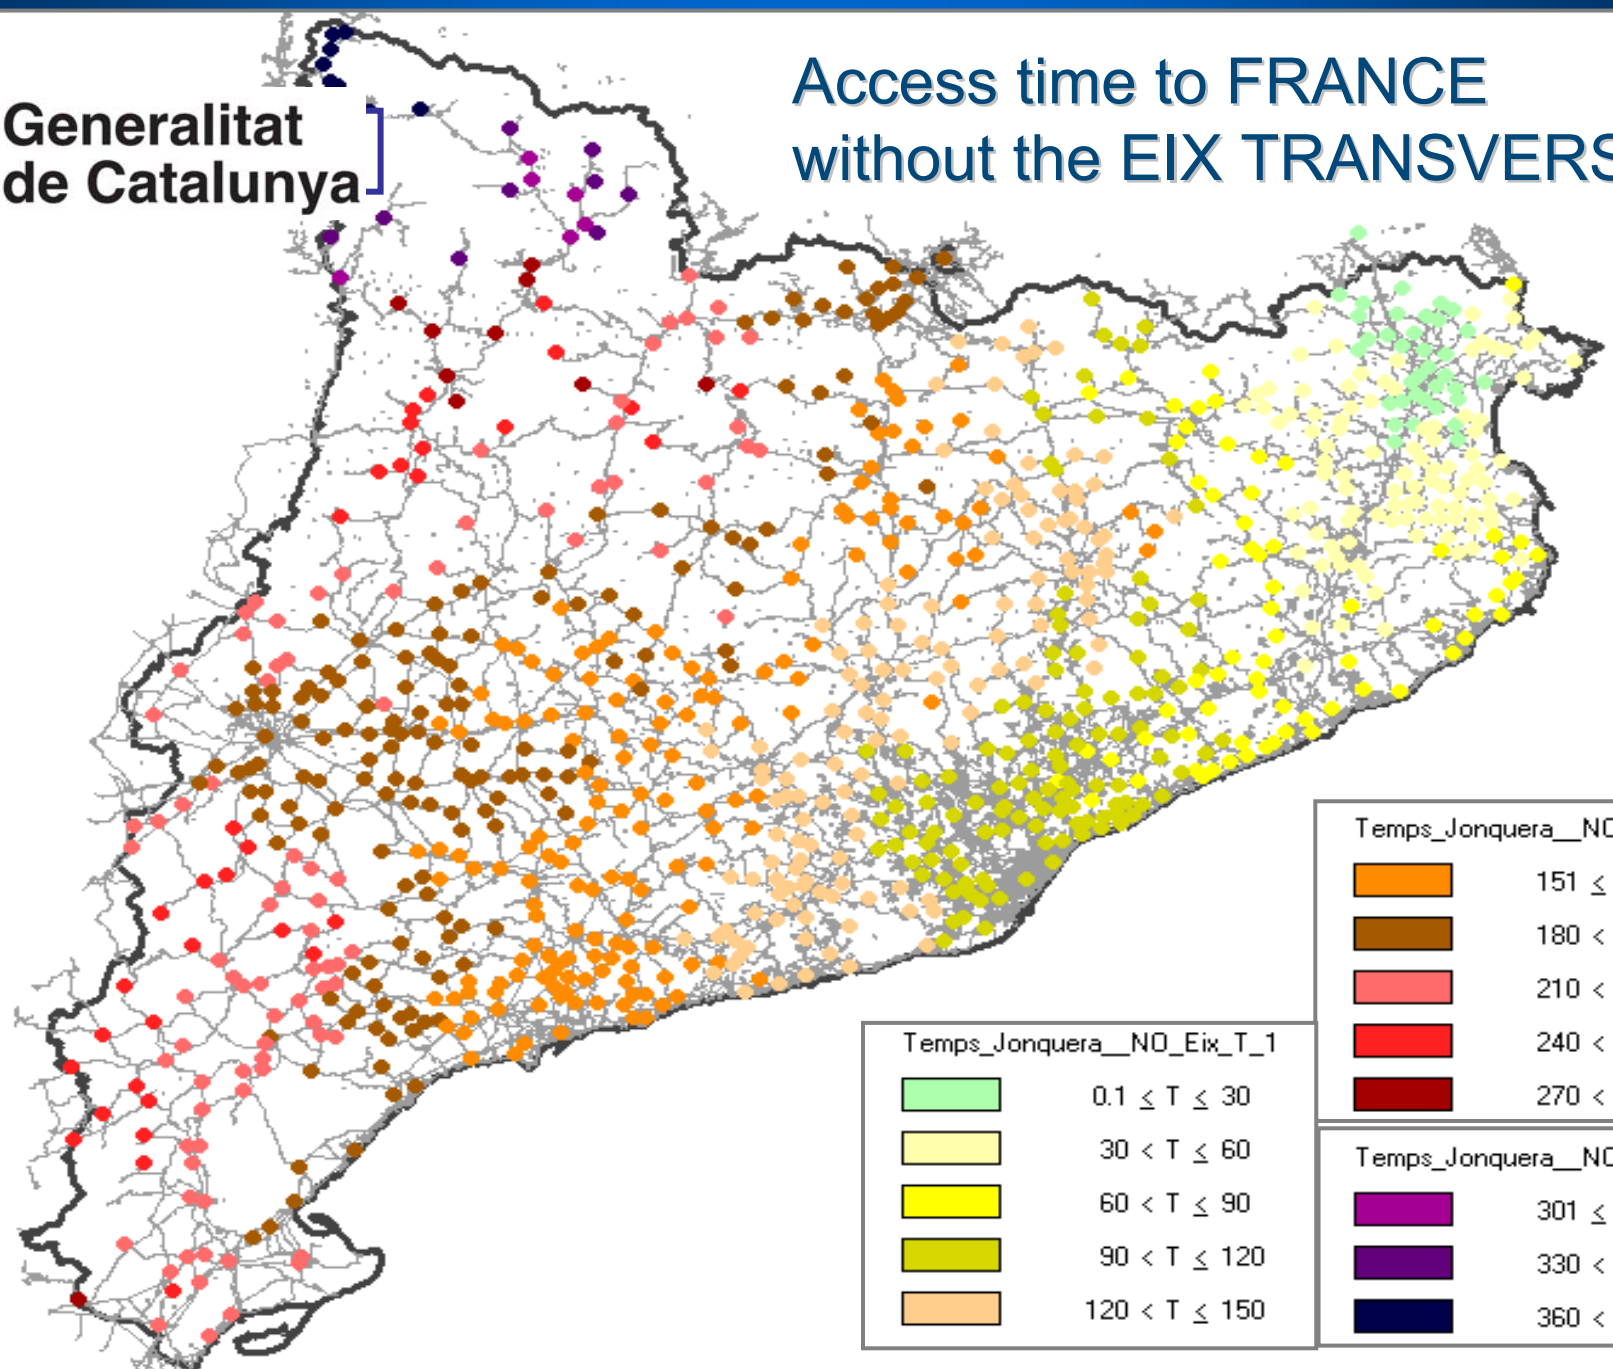 Access time to FRANCE
without the EIX TRANSVERS
Generalitat
de Catalunya
Temps_Jonquera__NO
151 ≤
180 <
210 <
240 <
270 <
Temps_Jonquera__NO_Eix_T_1
0.1 ≤ T ≤ 30
30 < T ≤ 60
60 < T ≤ 90
90 < T ≤ 120
120 < T ≤ 150
Temps_Jonquera__NO
301 ≤
330 <
360 <